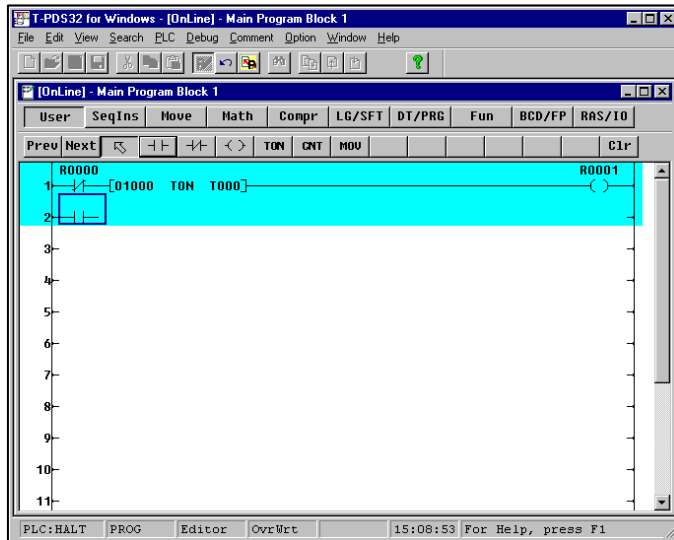 T-PDS32 for Windows - [OnLine] - Main Program Block 1
File Edit View Search PLC Debug Comment Option Window Help
[OnLine] - Main Program Block 1
User SeqIns Move Math Compr LG/SFT DT/PRG Fun BCD/FP RAS/IO
Prev Next TON CNT MOV Clr
R0000 R0001
1 [01000 TON T000]
2
3
4
5
6
7
8
9
10
11
PLC:HALT PROG Editor OvrWrt 15:08:53 For Help, press F1